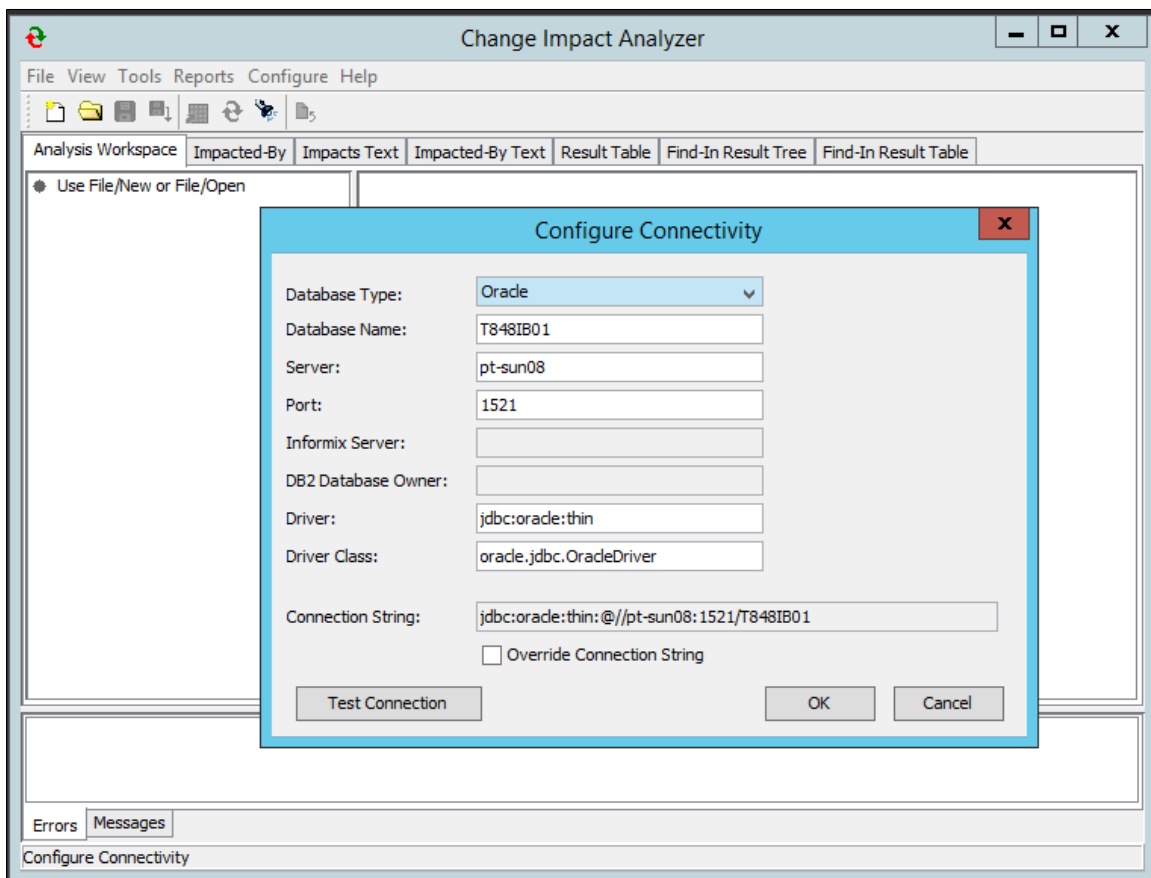 Change Impact Analyzer
File View Tools Reports Configure Help
Analysis Workspace Impacted-By Impacts Text Impacted-By Text Result Table Find-In Result Tree Find-In Result Table
Use File/New or File/Open
Configure Connectivity
Database Type: Oracle
Database Name: T848IB01
Server: pt-sun08
Port: 1521
Informix Server:
DB2 Database Owner:
Driver: jdbc:oracle:thin
Driver Class: oracle.jdbc.OracleDriver
Connection String: jdbc:oracle:thin:@//pt-sun08:1521/T848IB01
Override Connection String
Test Connection OK Cancel
Errors Messages
Configure Connectivity